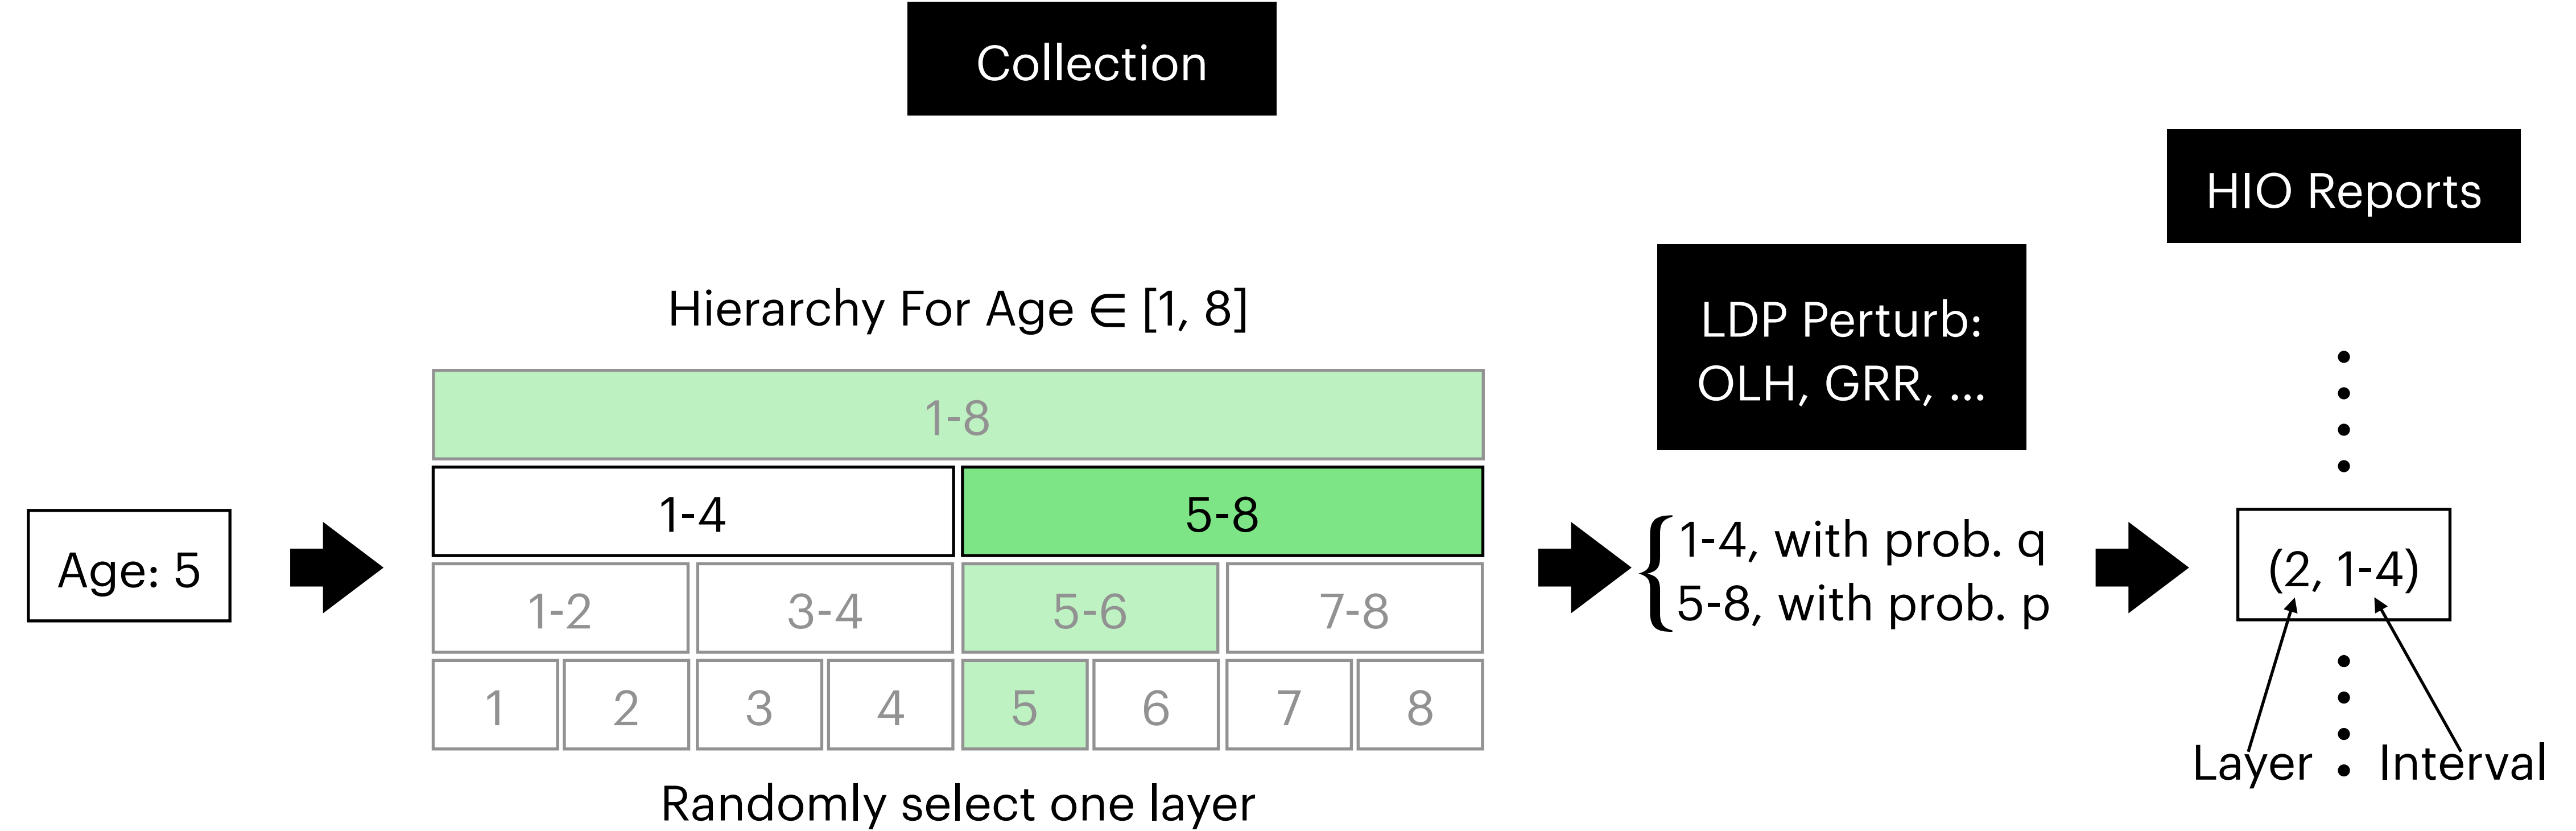 Collection
HIO Reports
LDP Perturb:
OLH, GRR, ...
Hierarchy For Age ∈ [1, 8]
1-8
1-4 5-8
1-2 3-4 5-6 7-8
1 2 3 4 5 6 7 8
Randomly select one layer
Age: 5
1-4, with prob. q
5-8, with prob. p
(2, 1-4)
Layer Interval